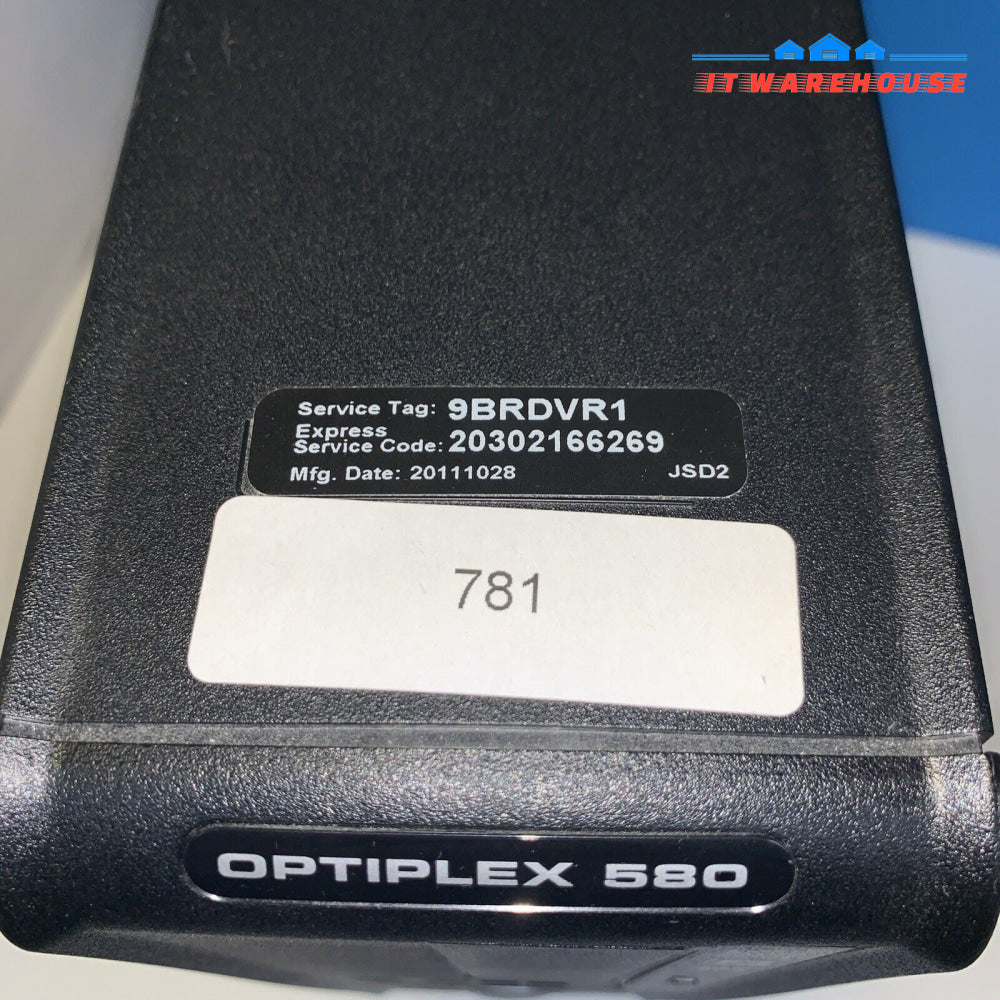 IT WAREHOUSE
Service Tag: 9BRDVR1
Express
Service Code: 20302166269
Mfg. Date: 20111028 JSD2
781
OPTIPLEX 580